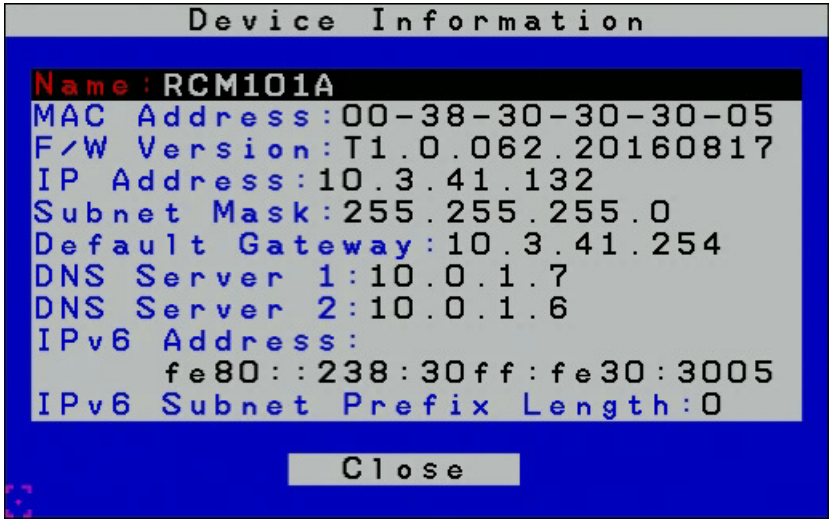 Device Information
Name:RCM101A
MAC Address:00-38-30-30-30-05
F/W Version:T1.0.062.20160817
IP Address:10.3.41.132
Subnet Mask:255.255.255.0
Default Gateway:10.3.41.254
DNS Server 1:10.0.1.7
DNS Server 2:10.0.1.6
IPv6 Address:
fe80::238:30ff:fe30:3005
IPv6 Subnet Prefix Length:0
Close